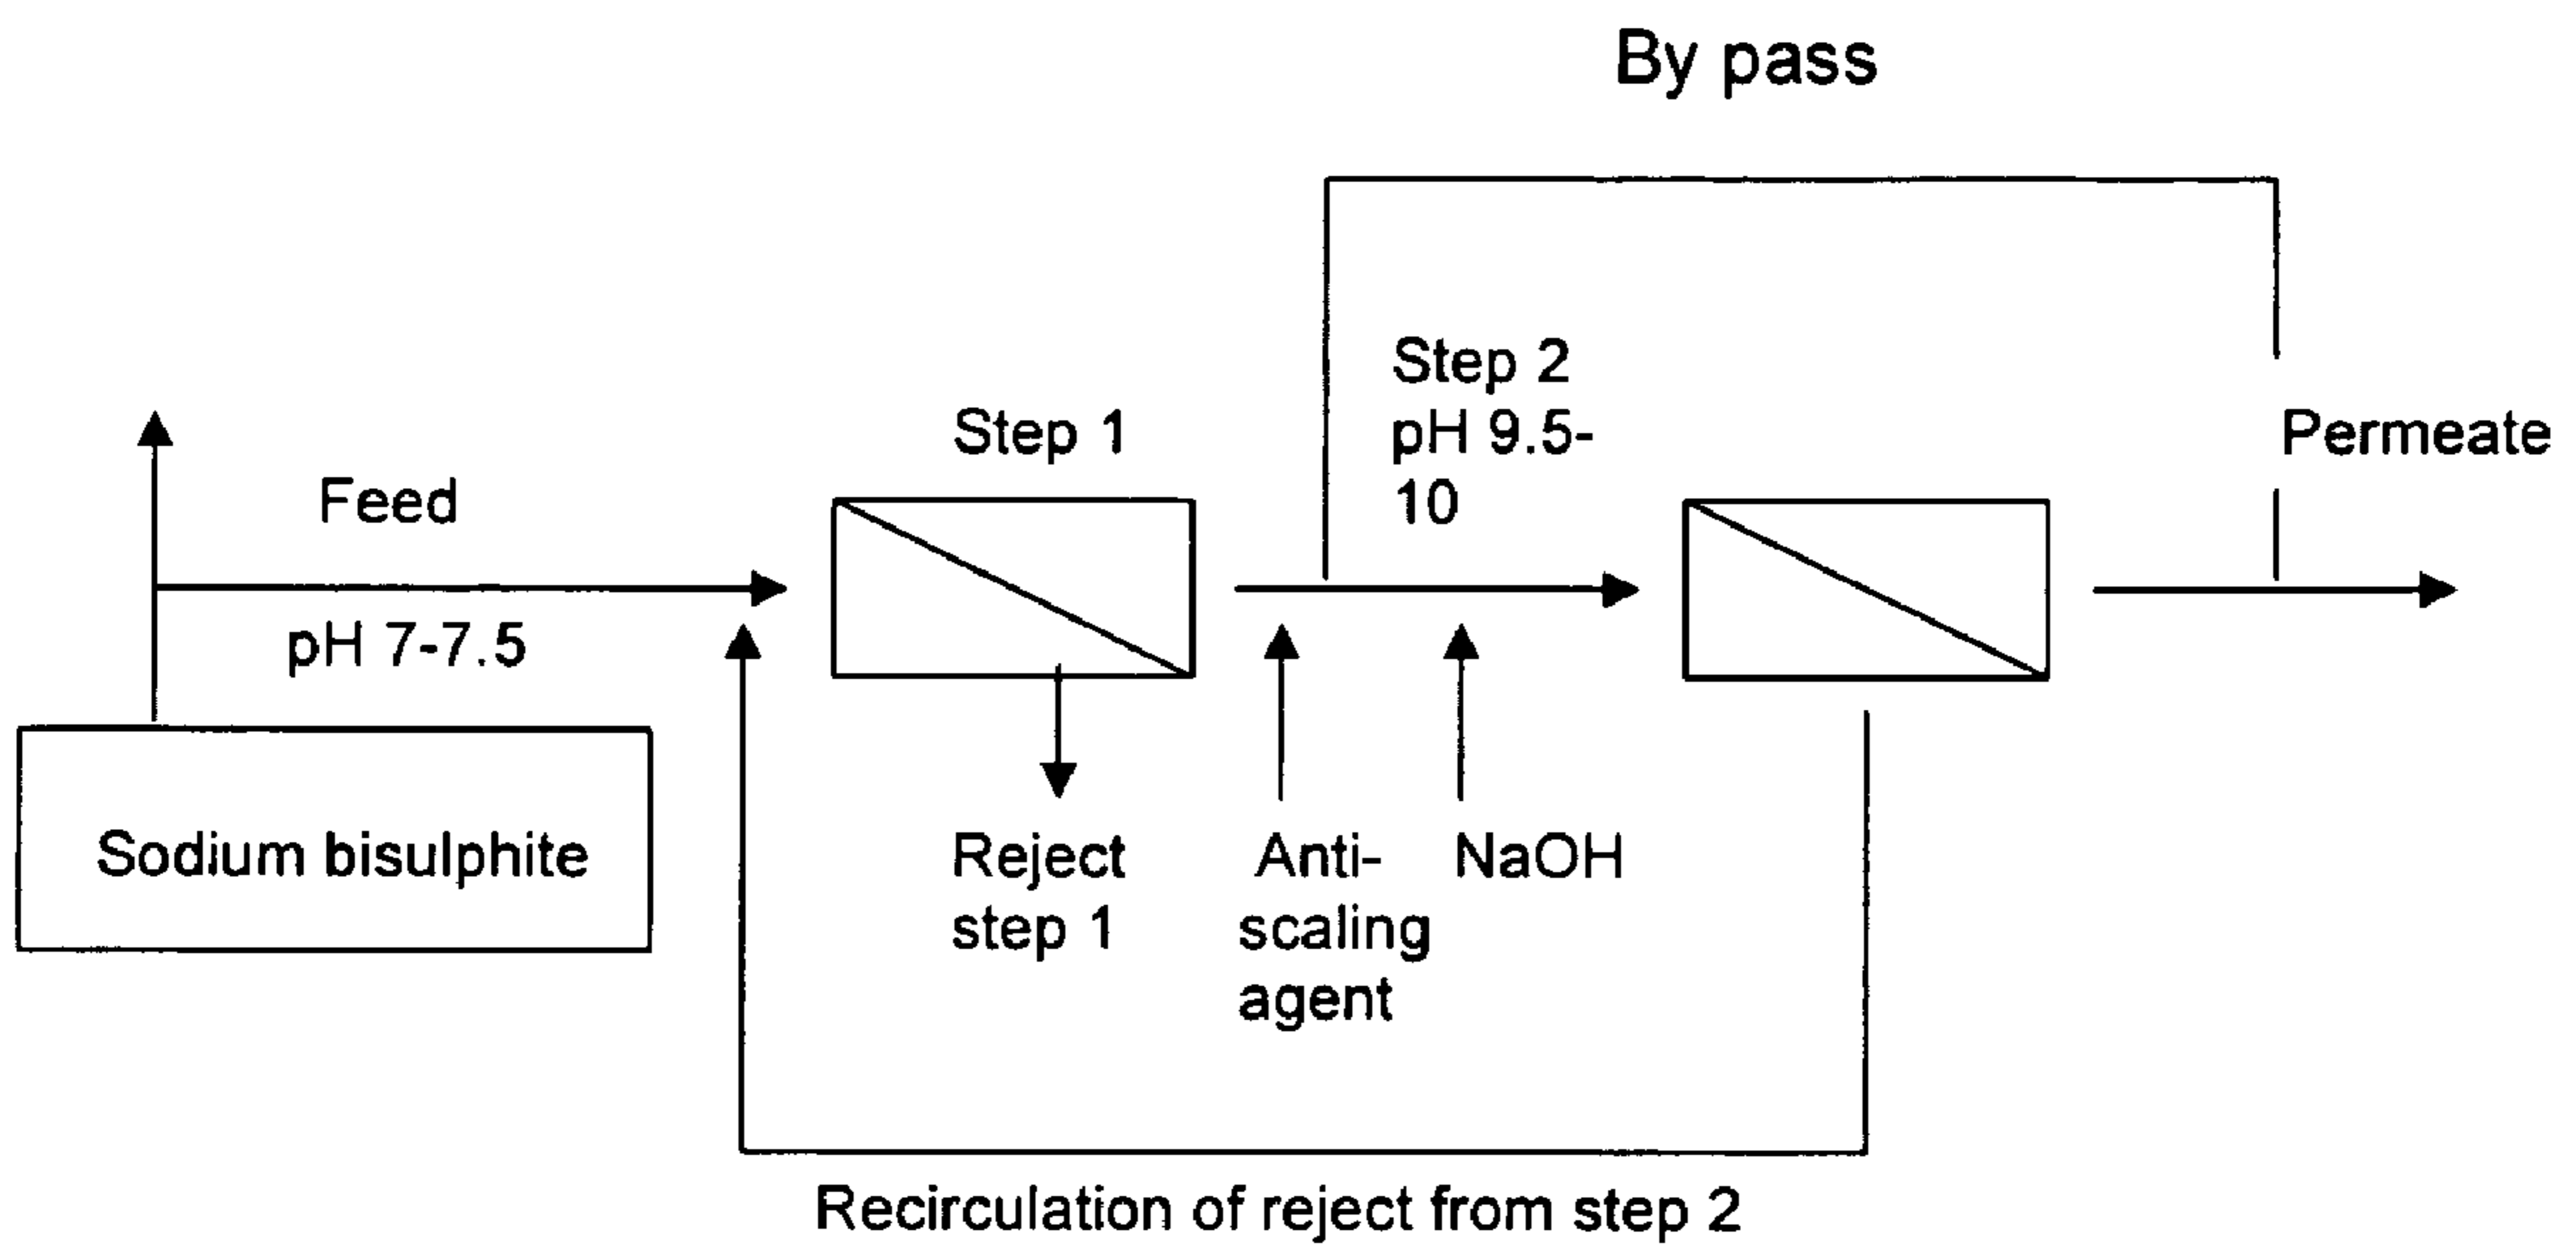 By pass
Step 2
pH 9.5-
10
Step 1
Permeate
Feed
pH 7-7.5
Sodium bisulphite
Reject
step 1
Anti-
scaling
agent
NaOH
Recirculation of reject from step 2